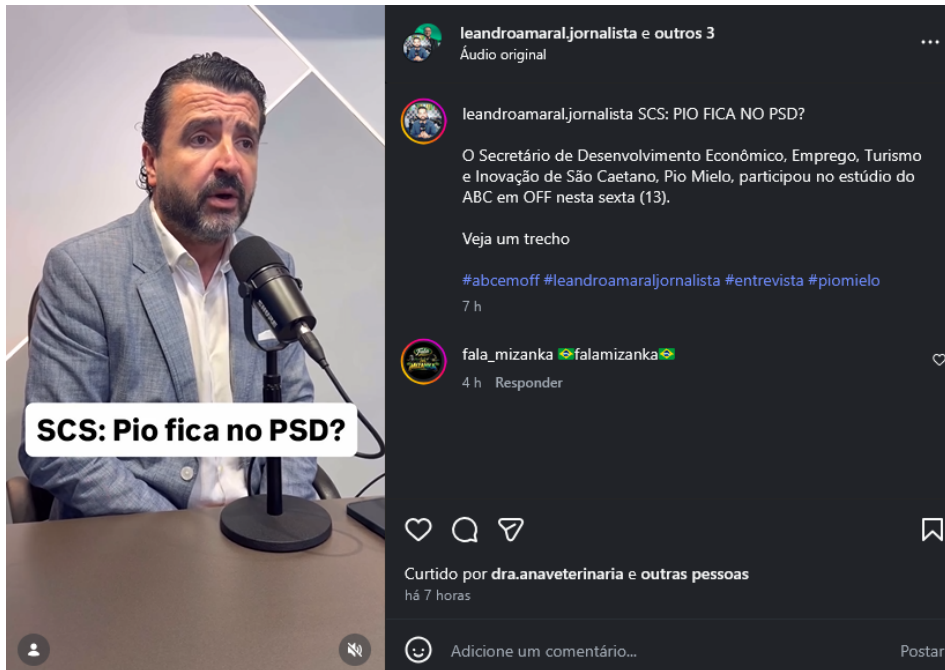 SCS: Pio fica no PSD?
leandroamaral.jornalista e outros 3
Áudio original
leandroamaral.jornalista SCS: PIO FICA NO PSD?
O Secretário de Desenvolvimento Econômico, Emprego, Turismo
e Inovação de São Caetano, Pio Mielo, participou no estúdio do
ABC em OFF nesta sexta (13).
Veja um trecho
#abcemoff #leandroamaraljornalista #entrevista #piomielo
7 h
fala_mizanka 🇧🇷falamizanka🇧🇷
4 h Responder
Curtido por dra.anaveterinaria e outras pessoas
há 7 horas
Adicione um comentário...
Postar